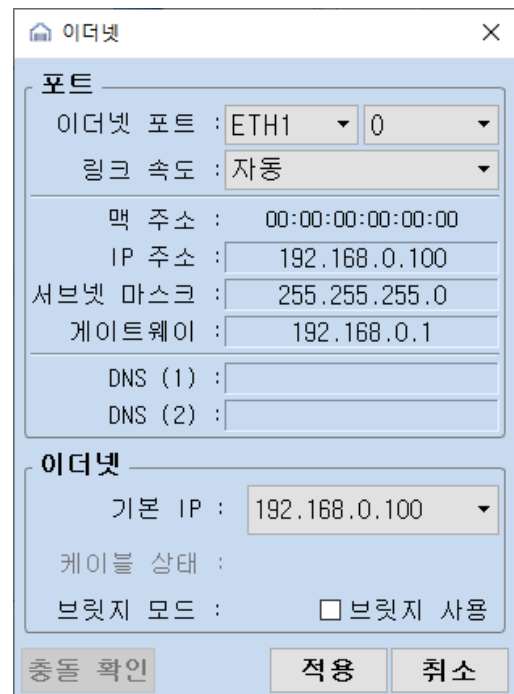 이더넷
포트
이더넷 포트 : ETH1 0
링크 속도 : 자동
맥 주소 : 00:00:00:00:00:00
IP 주소 : 192.168.0.100
서브넷 마스크 : 255.255.255.0
게이트웨이 : 192.168.0.1
DNS (1) :
DNS (2) :
이더넷
기본 IP : 192.168.0.100
케이블 상태 :
브릿지 모드 : 브릿지 사용
충돌 확인 적용 취소